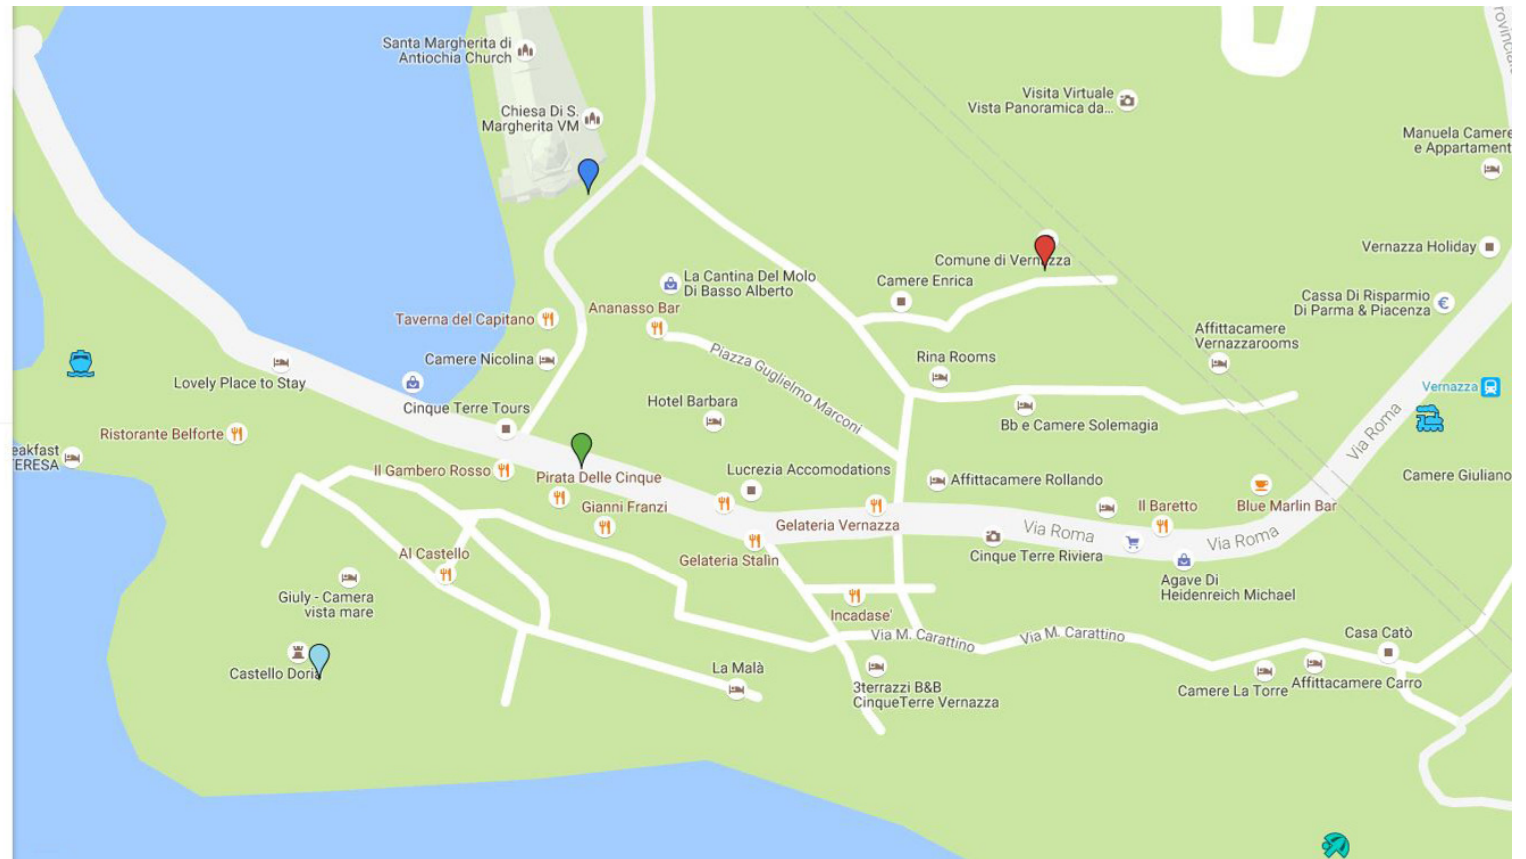 Santa Margherita di
Antiochia Church
Chiesa Di S.
Margherita VM
Visita Virtuale
Vista Panoramica da...
Manuela Camere
e Appartament
Vernazza Holiday
Comune di Vernazza
Camere Enrica
La Cantina Del Molo
Di Basso Alberto
Ananasso Bar
Taverna del Capitano
Cassa Di Risparmio
Di Parma & Piacenza
Affittacamere
Vernazzarooms
Camere Nicolina
Piazza Guglielmo Marconi
Rina Rooms
Lovely Place to Stay
Vernazza
Hotel Barbara
Cinque Terre Tours
Bb e Camere Solemagia
Via Roma
Ristorante Belforte
eakfast
ERESA
Il Gambero Rosso
Pirata Delle Cinque
Lucrezia Accomodations
Affittacamere Rollando
Camere Giuliano
Gianni Franzi
Il Baretto
Blue Marlin Bar
Gelateria Vernazza
Via Roma
Via Roma
Al Castello
Gelateria Stalin
Cinque Terre Riviera
Agave Di
Heidenreich Michael
Giuly - Camera
vista mare
Incadase'
Via M. Carattino
Via M. Carattino
Casa Catò
Castello Doria
La Malà
3terrazzi B&B
CinqueTerre Vernazza
Camere La Torre
Affittacamere Carro